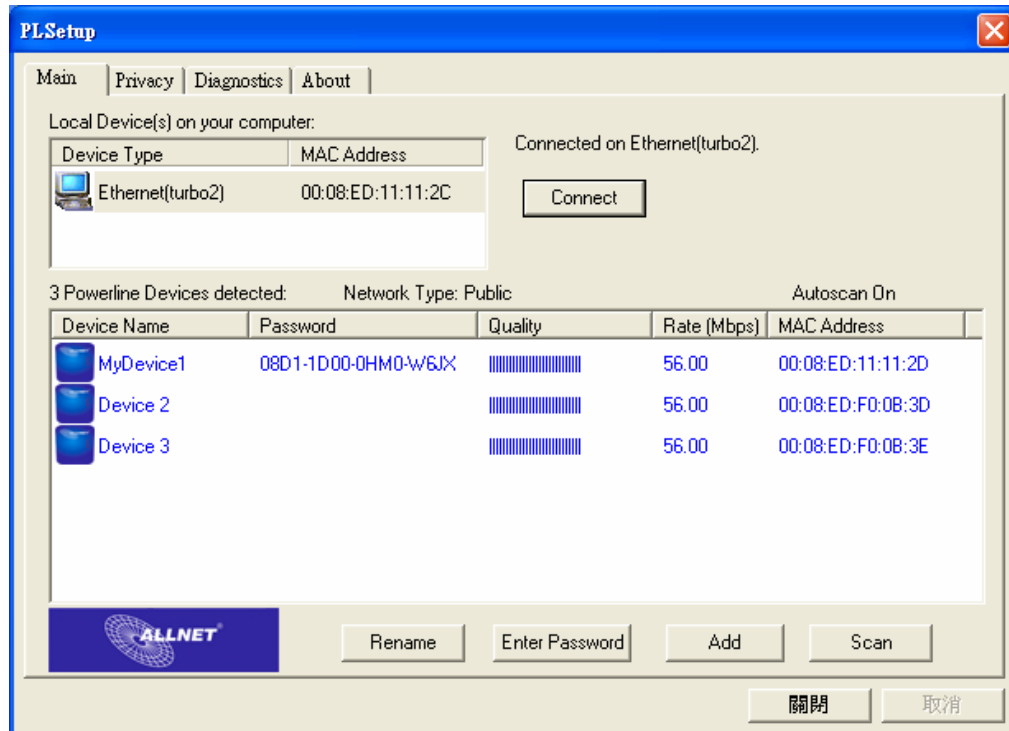 PLSetup
Main Privacy Diagnostics About
Local Device(s) on your computer:
Device Type MAC Address
Ethernet(turbo2) 00:08:ED:11:11:2C
Connected on Ethernet(turbo2).
Connect
3 Powerline Devices detected: Network Type: Public Autoscan On
Device Name Password Quality Rate (Mbps) MAC Address
MyDevice1 08D1-1D00-0HM0-W6JX 56.00 00:08:ED:11:11:2D
Device 2 56.00 00:08:ED:F0:0B:3D
Device 3 56.00 00:08:ED:F0:0B:3E
ALLNET®
Rename Enter Password Add Scan
關閉 取消